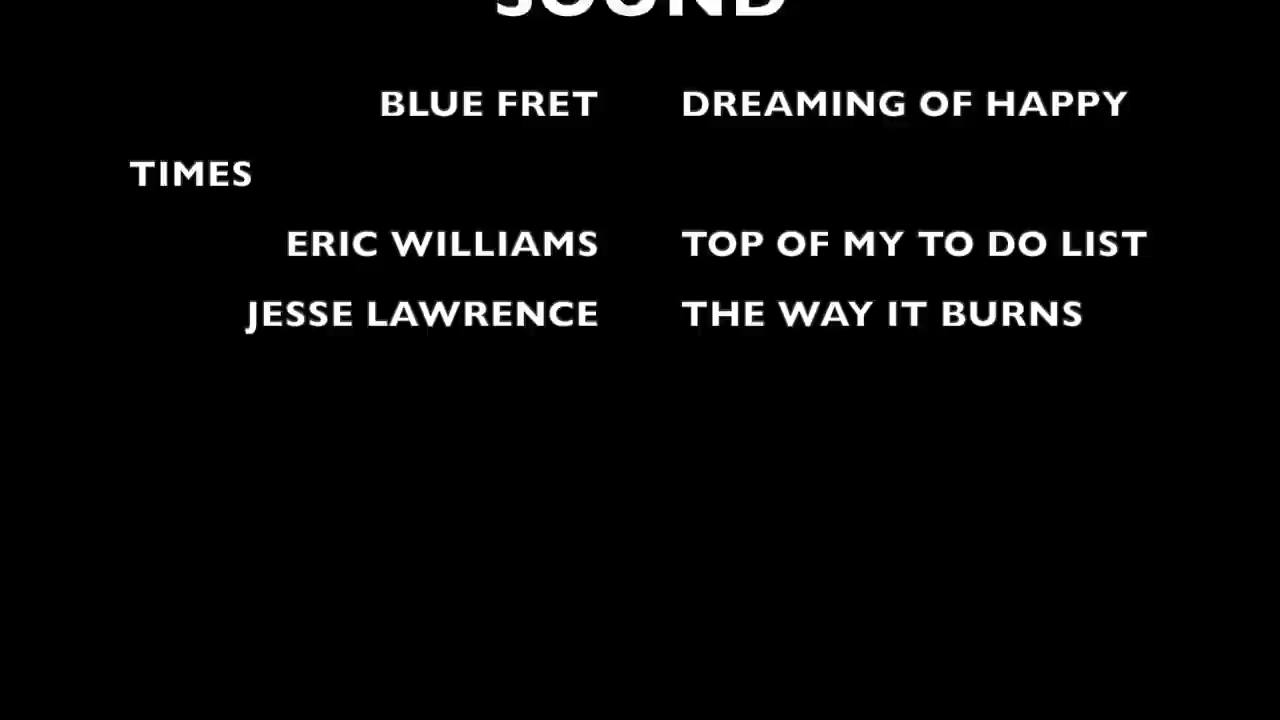 SOUND
BLUE FRET DREAMING OF HAPPY
TIMES
ERIC WILLIAMS TOP OF MY TO DO LIST
JESSE LAWRENCE THE WAY IT BURNS